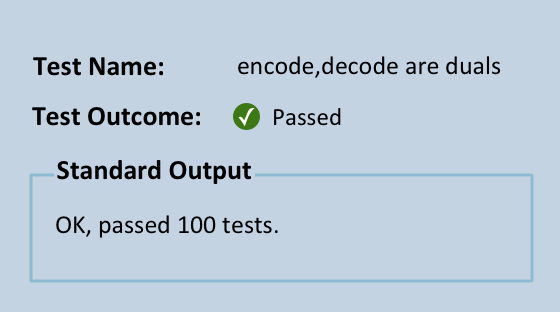 Test Name: encode,decode are duals
Test Outcome: Passed
Standard Output
OK, passed 100 tests.